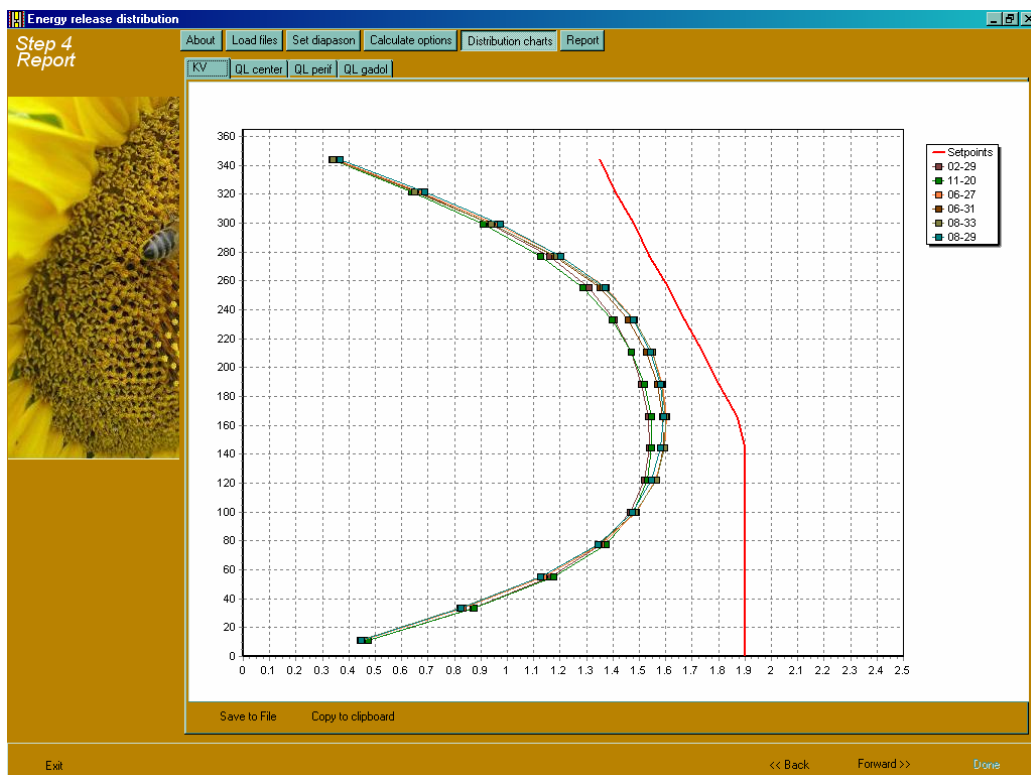 Energy release distribution
Step 4
Report
About
Load files
Set diapason
Calculate options
Distribution charts
Report
KV
QL center
QL perif
QL gadol
360
340
320
300
280
260
240
220
200
180
160
140
120
100
80
60
40
20
0
0 0.1 0.2 0.3 0.4 0.5 0.6 0.7 0.8 0.9 1 1.1 1.2 1.3 1.4 1.5 1.6 1.7 1.8 1.9 2 2.1 2.2 2.3 2.4 2.5
Setpoints
02-29
11-20
06-27
06-31
08-33
08-29
Save to File
Copy to clipboard
Exit
<< Back
Forward >>
Done